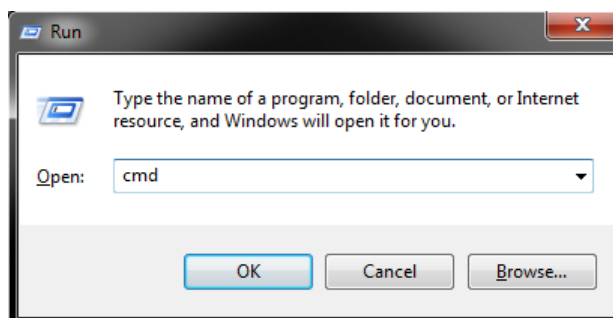 Run
Type the name of a program, folder, document, or Internet
resource, and Windows will open it for you.
Open: cmd
OK Cancel Browse...